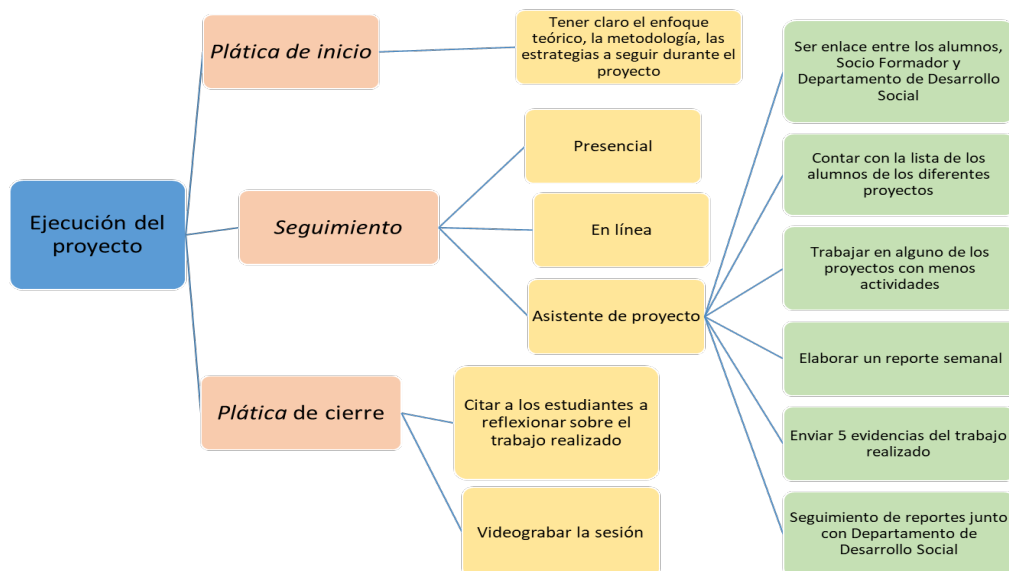 Ejecución del
proyecto
Plática de inicio
Tener claro el enfoque
teórico, la metodología, las
estrategias a seguir durante el
proyecto
Seguimiento
Presencial
En línea
Asistente de proyecto
Ser enlace entre los alumnos,
Socio Formador y
Departamento de Desarrollo
Social
Contar con la lista de los
alumnos de los diferentes
proyectos
Trabajar en alguno de los
proyectos con menos
actividades
Elaborar un reporte semanal
Enviar 5 evidencias del trabajo
realizado
Seguimiento de reportes junto
con Departamento de
Desarrollo Social
Plática de cierre
Citar a los estudiantes a
reflexionar sobre el
trabajo realizado
Videograbar la sesión